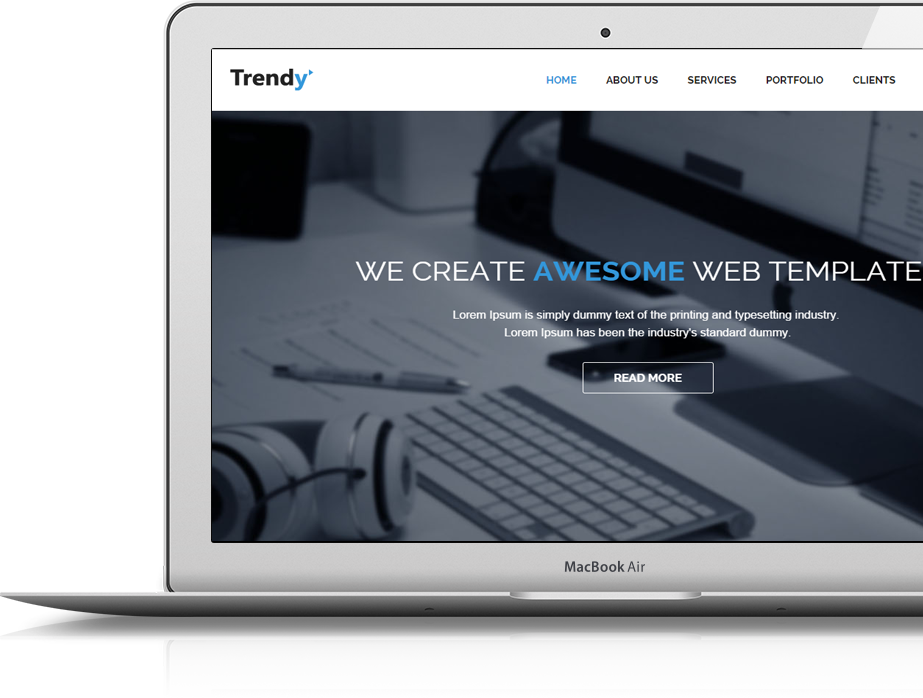 Trendy
HOME ABOUT US SERVICES PORTFOLIO CLIENTS
WE CREATE AWESOME WEB TEMPLATE
Lorem Ipsum is simply dummy text of the printing and typesetting industry.
Lorem Ipsum has been the industry's standard dummy.
READ MORE
MacBook Air